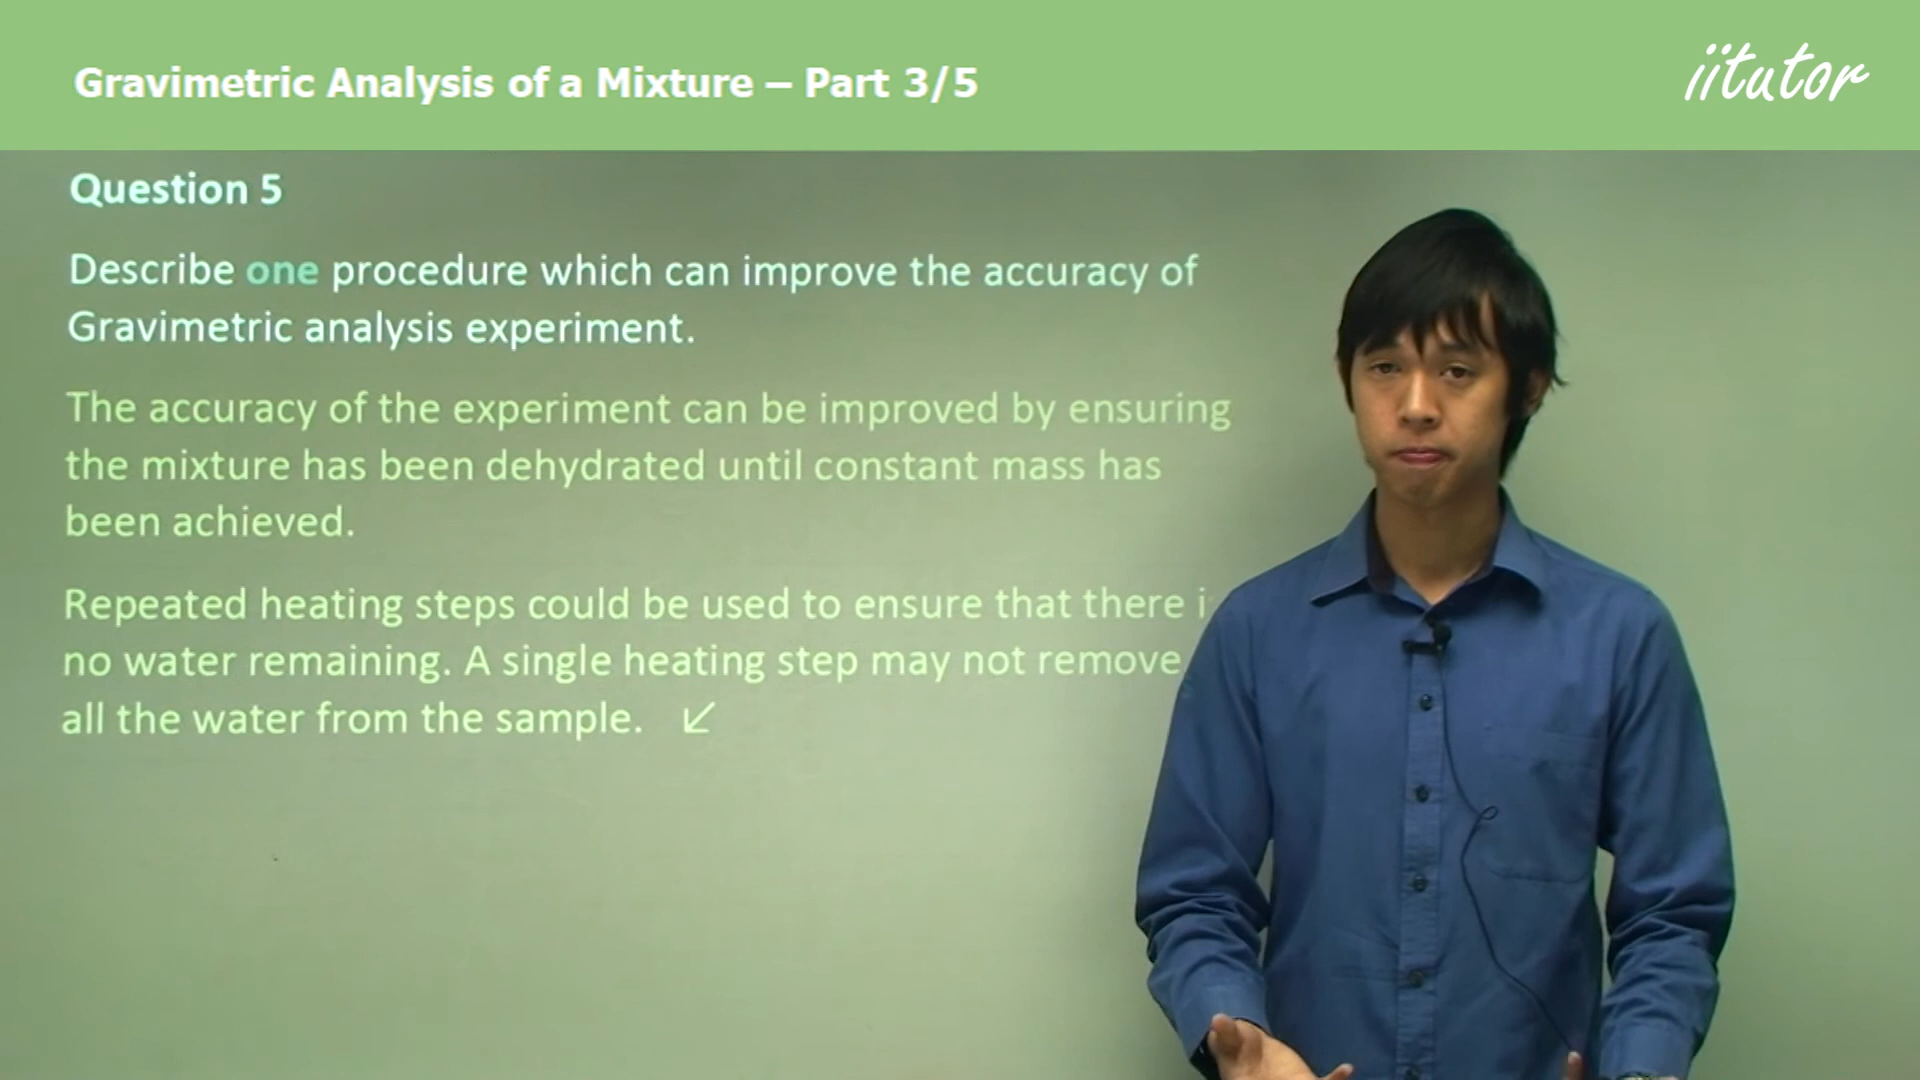 Gravimetric Analysis of a Mixture – Part 3/5
iitutor
Question 5
Describe one procedure which can improve the accuracy of
Gravimetric analysis experiment.
The accuracy of the experiment can be improved by ensuring
the mixture has been dehydrated until constant mass has
been achieved.
Repeated heating steps could be used to ensure that there
no water remaining. A single heating step may not remove
all the water from the sample.